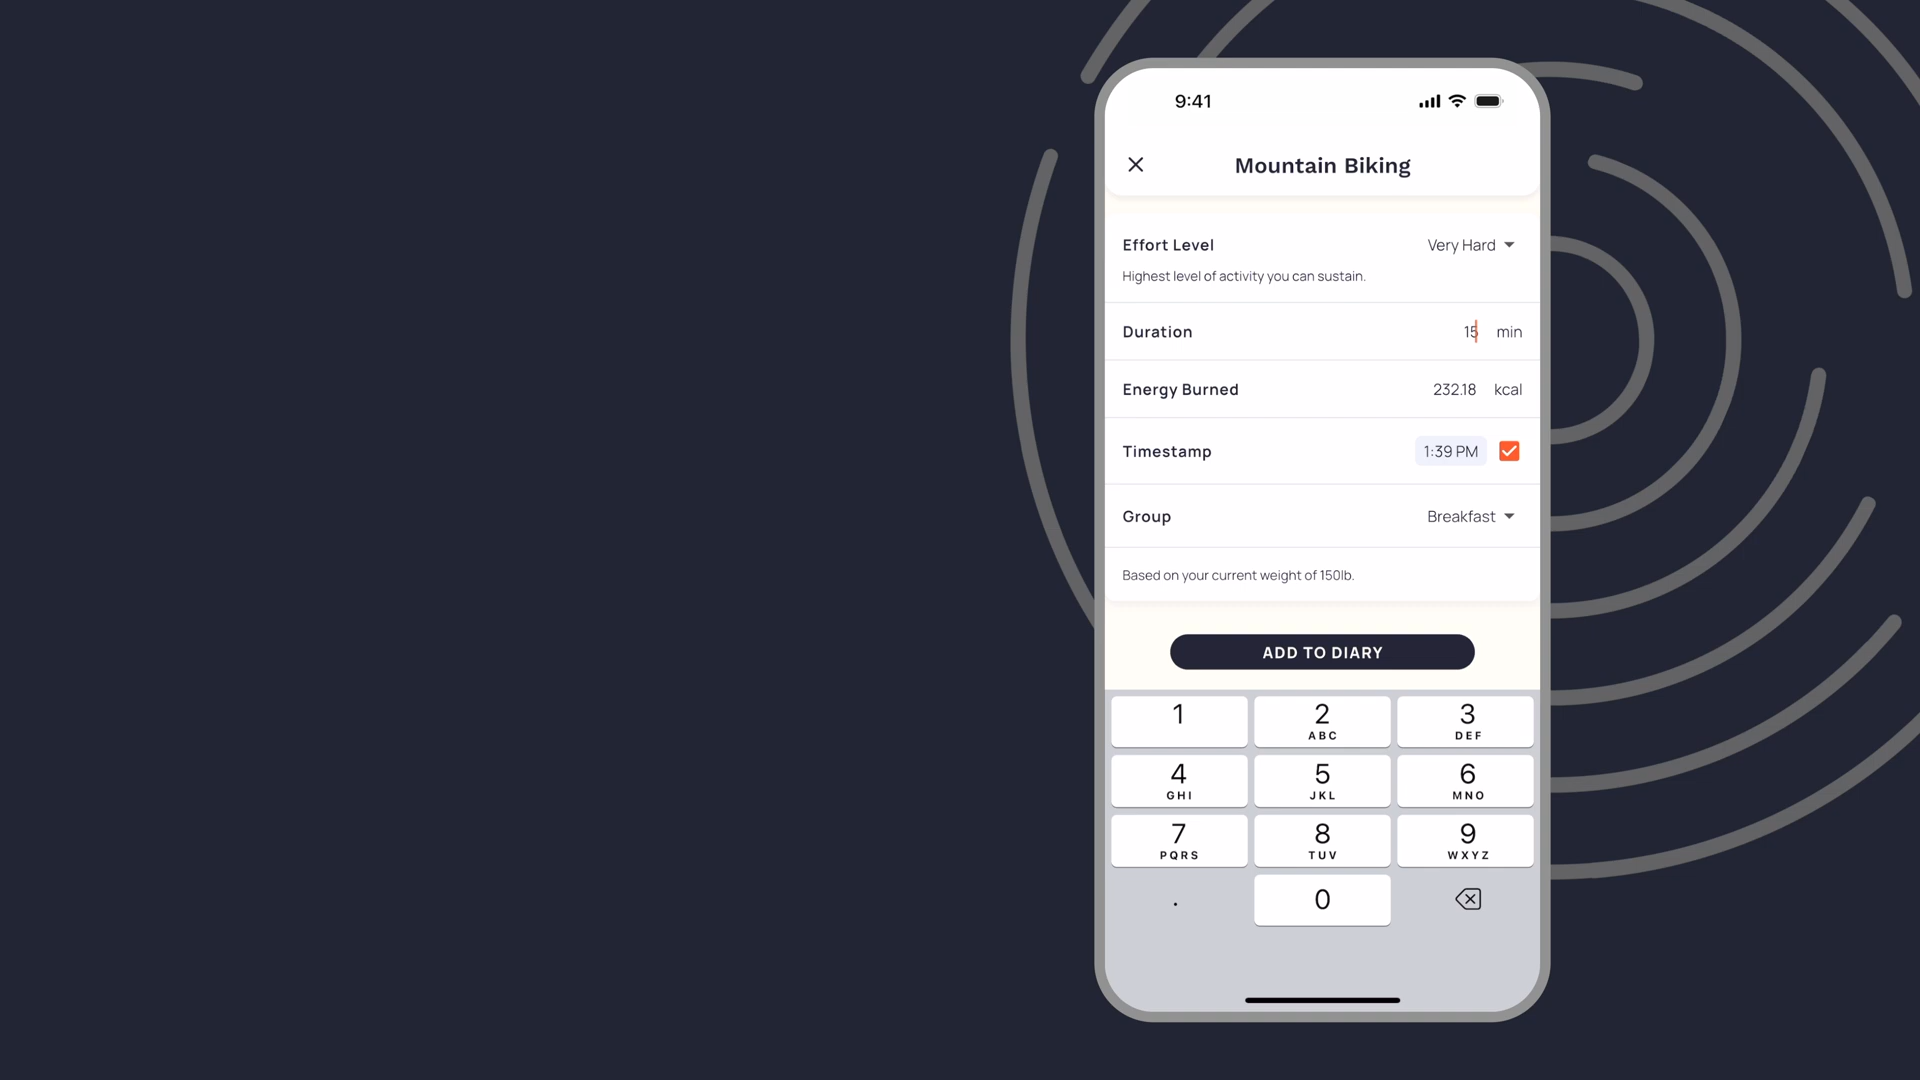 9:41
Mountain Biking
Effort Level Very Hard
Highest level of activity you can sustain.
Duration 15 min
Energy Burned 232.18 kcal
Timestamp 1:39 PM
Group Breakfast
Based on your current weight of 150lb.
ADD TO DIARY
1 2 3
ABC DEF
4 5 6
GHI JKL MNO
7 8 9
PQRS TUV WXYZ
. 0